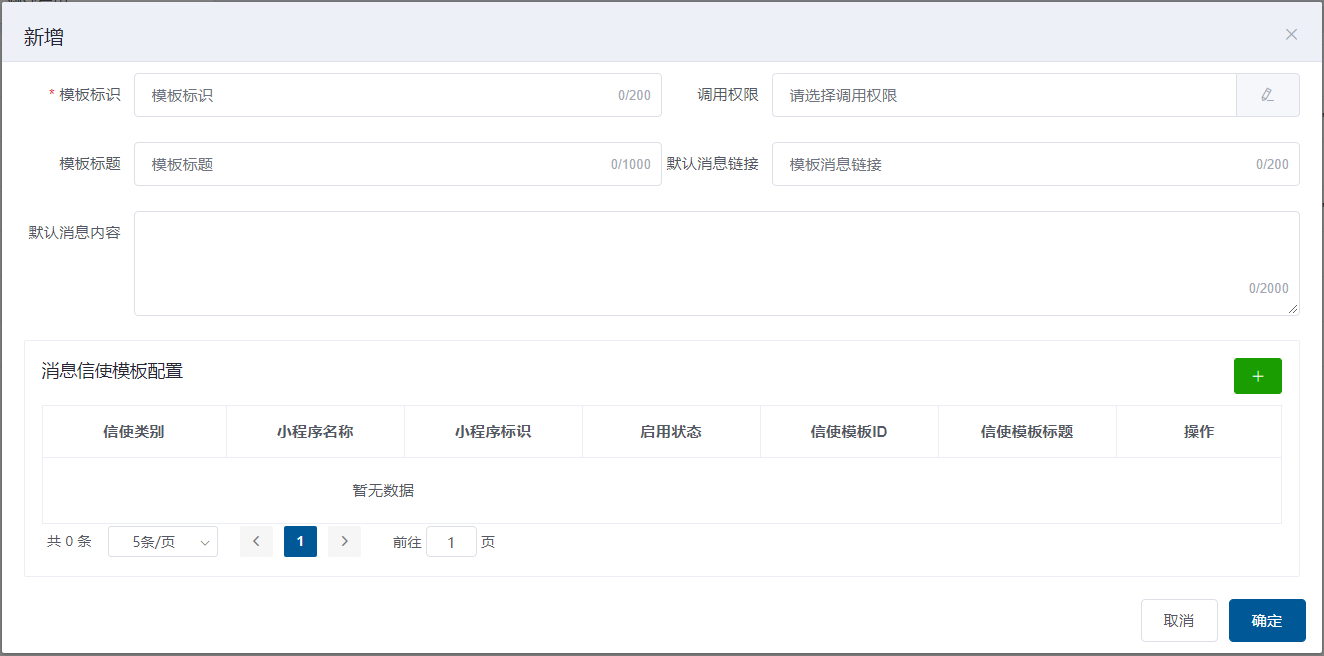 新增
* 模板标识 模板标识 0/200 调用权限 请选择调用权限
模板标题 模板标题 0/1000 默认消息链接 模板消息链接 0/200
默认消息内容
0/2000
消息信使模板配置
+
信使类别 小程序名称 小程序标识 启用状态 信使模板ID 信使模板标题 操作
暂无数据
共 0 条 5条/页 1 前往 1 页
取消 确定